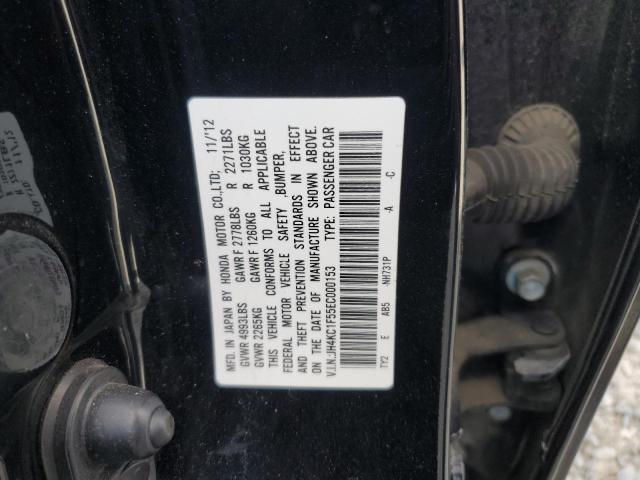 MFD. IN JAPAN BY HONDA MOTOR CO.,LTD; 11/'12
GVWR 4993LBS GAWR F 2778LBS R 2271LBS
GVWR 2265KG GAWR F 1260KG R 1030KG
THIS VEHICLE CONFORMS TO ALL APPLICABLE
FEDERAL MOTOR VEHICLE SAFETY, BUMPER,
AND THEFT PREVENTION STANDARDS IN EFFECT
ON THE DATE OF MANUFACTURE SHOWN ABOVE.
V.I.N.:JH4KC1F55EC000153 TYPE: PASSENGER CAR
TY2 E AB5 -NH731P -A -C